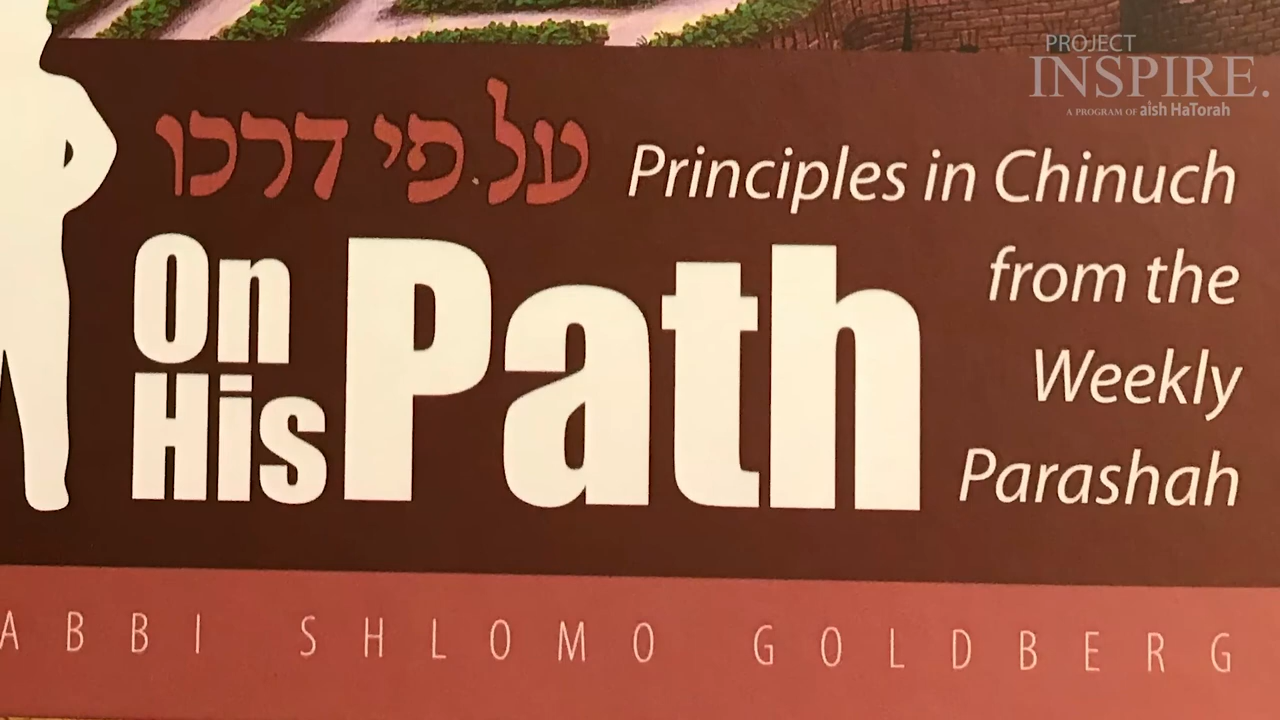 PROJECT
INSPIRE.
A PROGRAM OF aish HaTorah
על פי דרכו
Principles in Chinuch
from the
Weekly
Parashah
On
His
Path
ABBI SHLOMO GOLDBERG